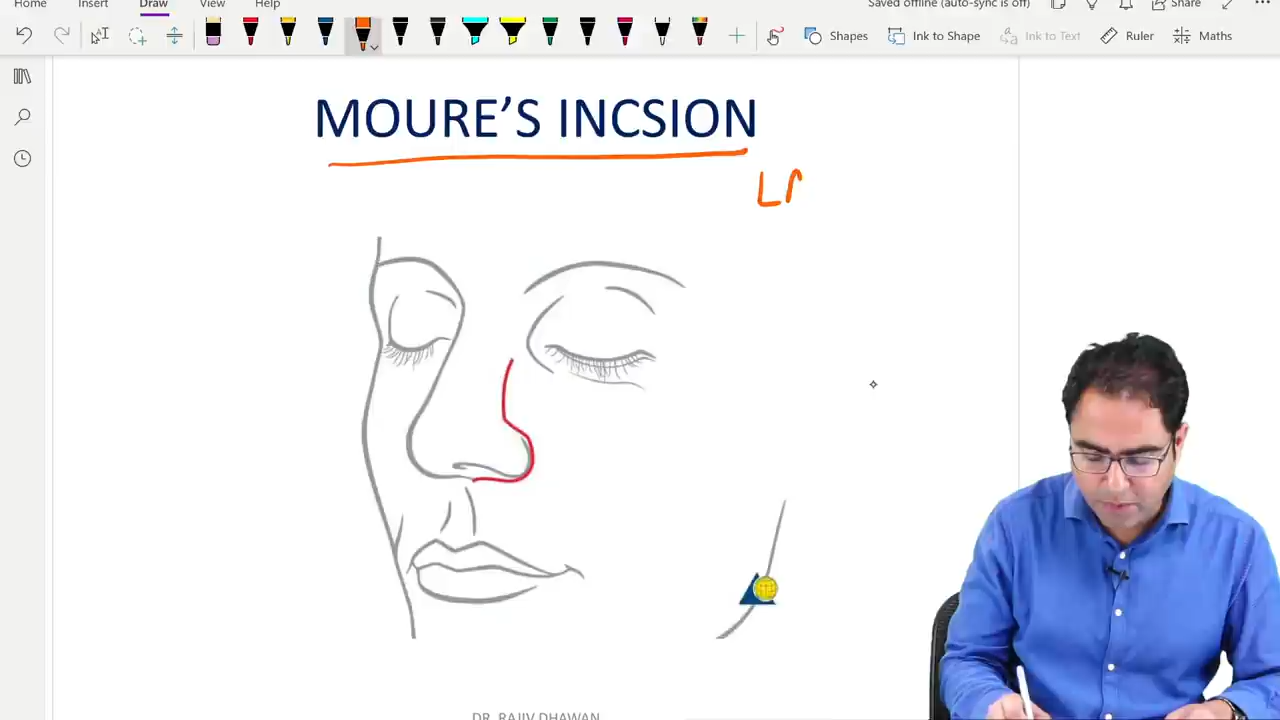 Home Insert Draw View Help Saved offline (auto-sync is off) Share
Shapes Ink to Shape Ink to Text Ruler Maths
MOURE'S INCSION
DR. RAJIV DHAWAN